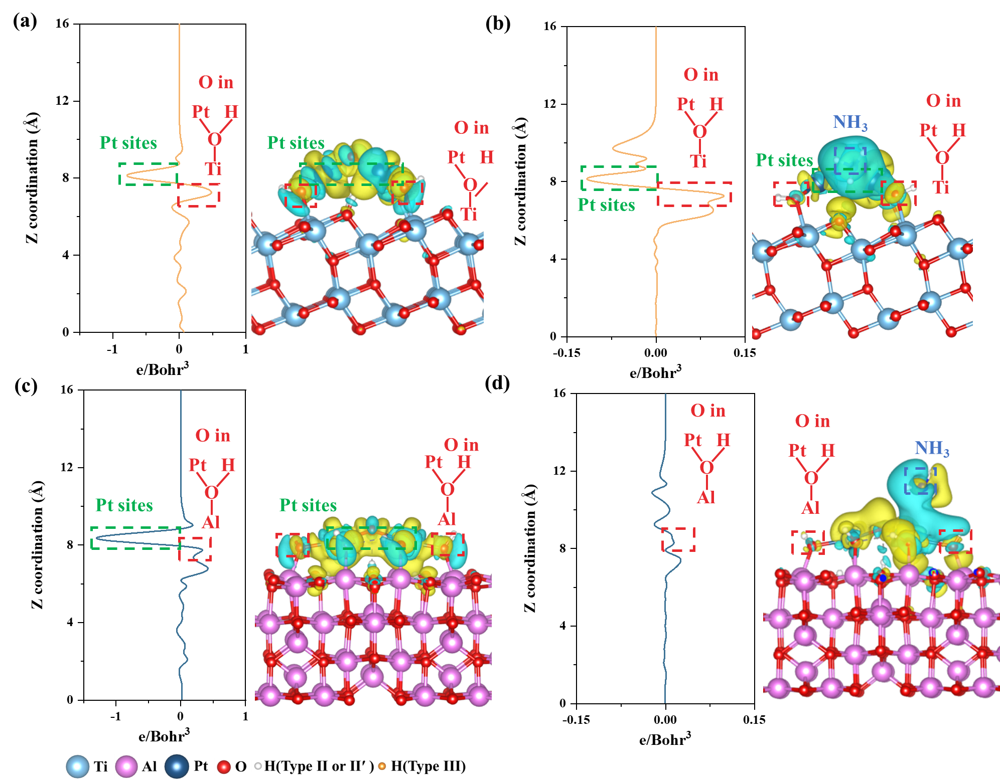 (a)
16
12
8
4
0
-1
0
1
Z coordination (Å)
e/Bohr³
Pt sites
O in
Pt H
O
Ti
Pt sites
O in
Pt H
O
Ti
(b)
16
12
8
4
0
-0.15
0.00
0.15
Z coordination (Å)
e/Bohr³
O in
Pt H
O
Ti
Pt sites
NH₃
Pt sites
O in
Pt H
O
Ti
(c)
16
12
8
4
0
-1
0
1
Z coordination (Å)
e/Bohr³
O in
Pt H
O
Al
Pt sites
Pt sites
O in
Pt H
O
Al
(d)
16
12
8
4
0
-0.15
0.00
0.15
Z coordination (Å)
e/Bohr³
O in
Pt H
O
Al
O in
Pt H
O
Al
NH₃
Ti Al Pt O H(Type II or II′ ) H(Type III)